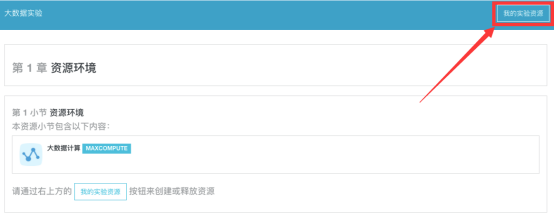 大数据实验
我的实验资源
第 1 章 资源环境
第 1 小节 资源环境
本资源小节包含以下内容：
大数据计算 MAXCOMPUTE
请通过右上方的 我的实验资源 按钮来创建或释放资源